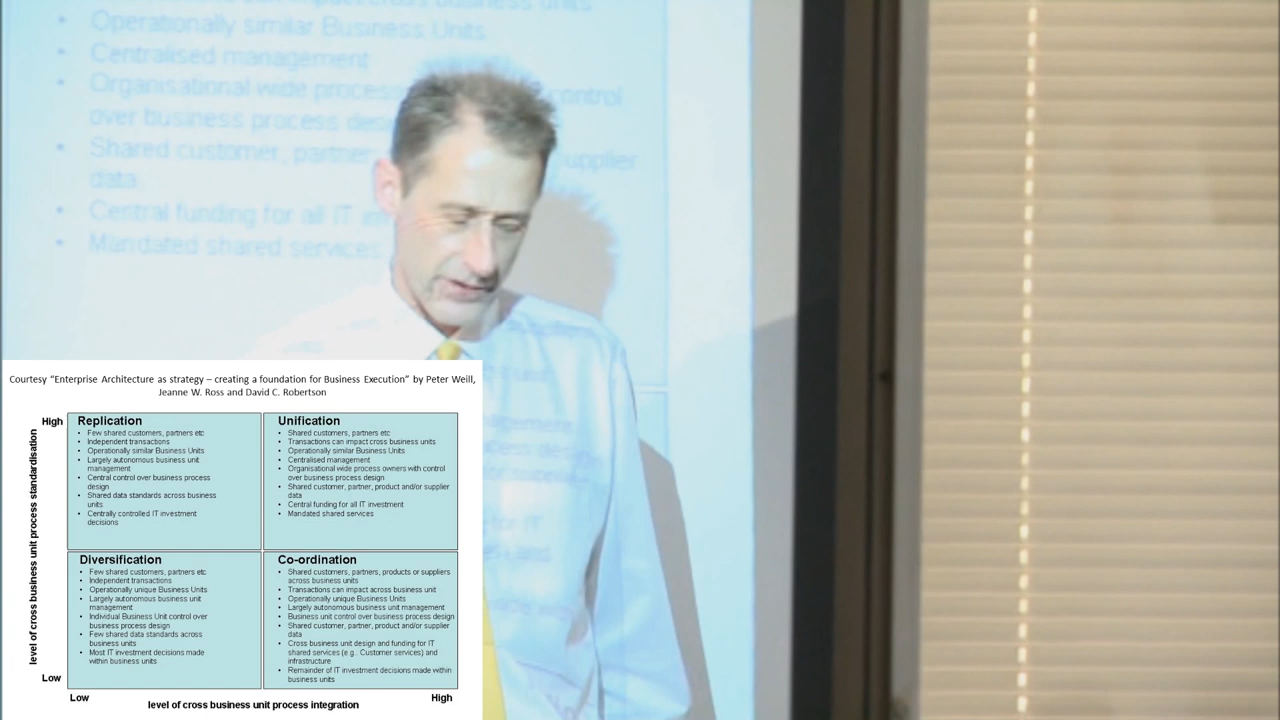 Operationally similar Business Units
Centralised management
Organisational wide process control
over business process
Shared customer, partner, supplier
data
Central funding for all IT
Mandated shared services
Courtesy “Enterprise Architecture as strategy – creating a foundation for Business Execution” by Peter Weill,
Jeanne W. Ross and David C. Robertson
High
level of cross business unit process standardisation
Low
Replication
• Few shared customers, partners etc
• Independent transactions
• Operationally similar Business Units
• Largely autonomous business unit
management
• Central control over business process
design
• Shared data standards across business
units
• Centrally controlled IT investment
decisions
Unification
• Shared customers, partners etc
• Transactions can impact cross business units
• Operationally similar Business Units
• Centralised management
• Organisational wide process owners with control
over business process design
• Shared customer, partner, product and/or supplier
data
• Central funding for all IT investment
• Mandated shared services
Diversification
• Few shared customers, partners etc
• Independent transactions
• Operationally unique Business Units
• Largely autonomous business unit
management
• Individual Business Unit control over
business process design
• Few shared data standards across
business units
• Most IT investment decisions made
within business units
Co-ordination
• Shared customers, partners, products or suppliers
across business units
• Transactions can impact across business unit
• Operationally unique Business Units
• Largely autonomous business unit management
• Business unit control over business process design
• Shared customer, partner, product and/or supplier
data
• Cross business unit design and funding for IT
shared services (e.g. Customer services) and
infrastructure
• Remainder of IT investment decisions made within
business units
Low
High
level of cross business unit process integration